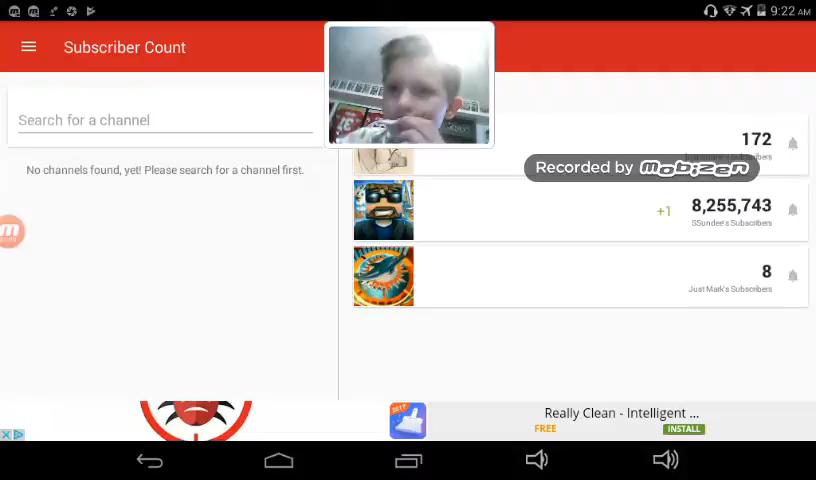 9:22 AM
Subscriber Count
Search for a channel
No channels found, yet! Please search for a channel first.
172
Recorded by mobizen
+1 8,255,743
SSundee's Subscribers
8
Just Mark's Subscribers
2017
Really Clean - Intelligent ...
FREE INSTALL